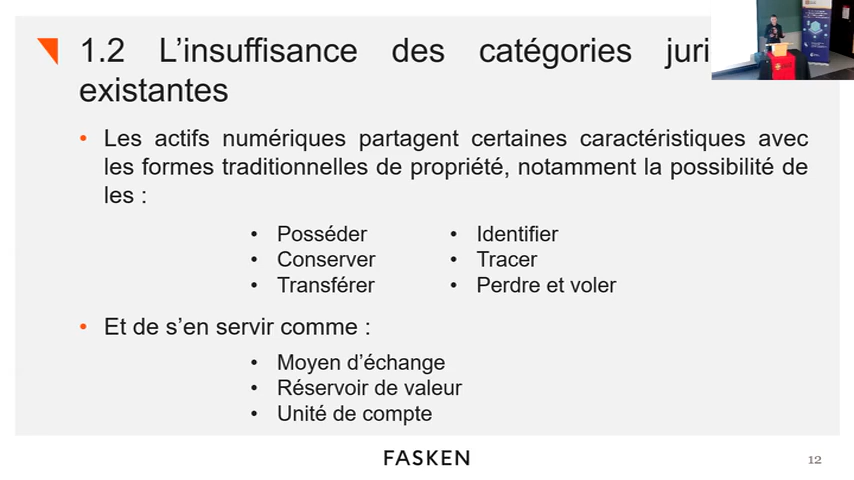 1.2 L’insuffisance des catégories
existantes
• Les actifs numériques partagent certaines caractéristiques avec
les formes traditionnelles de propriété, notamment la possibilité de
les :
• Posséder
• Conserver
• Transférer
• Identifier
• Tracer
• Perdre et voler
• Et de s’en servir comme :
• Moyen d’échange
• Réservoir de valeur
• Unité de compte
FASKEN
12